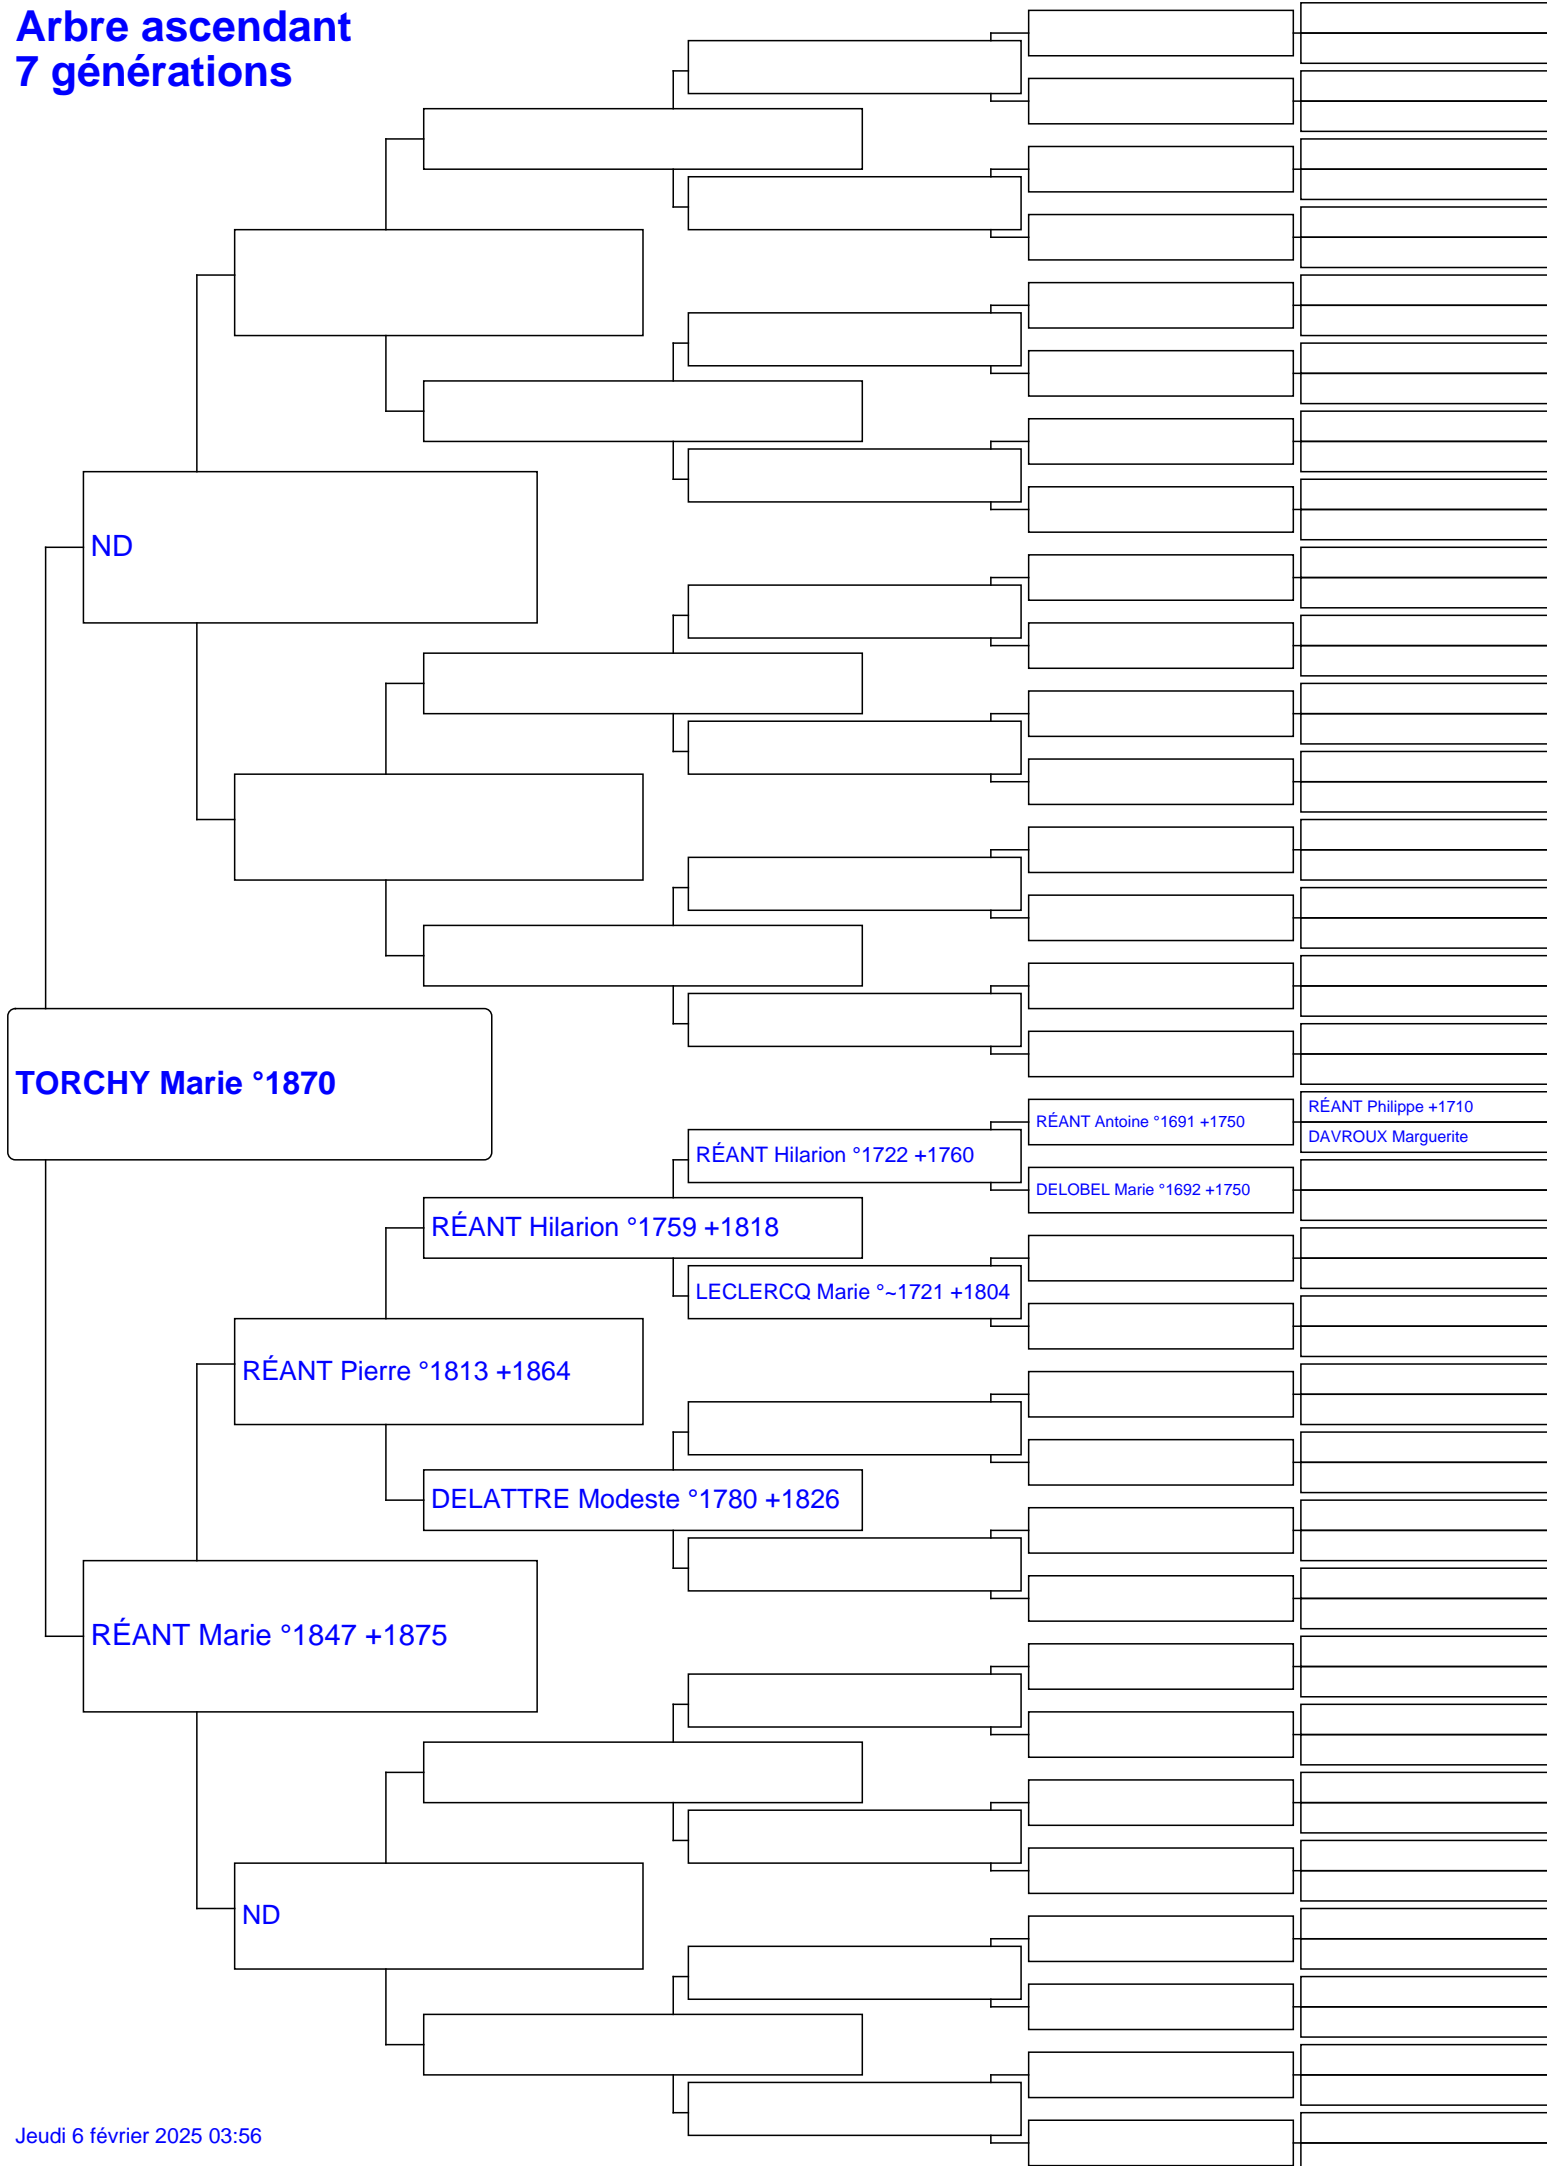 Arbre ascendant
7 générations
ND
TORCHY Marie °1870
RÉANT Antoine °1691 +1750
RÉANT Philippe +1710
DAVROUX Marguerite
RÉANT Hilarion °1722 +1760
DELOBEL Marie °1692 +1750
RÉANT Hilarion °1759 +1818
LECLERCQ Marie °~1721 +1804
RÉANT Pierre °1813 +1864
DELATTRE Modeste °1780 +1826
RÉANT Marie °1847 +1875
ND
Jeudi 6 février 2025 03:56